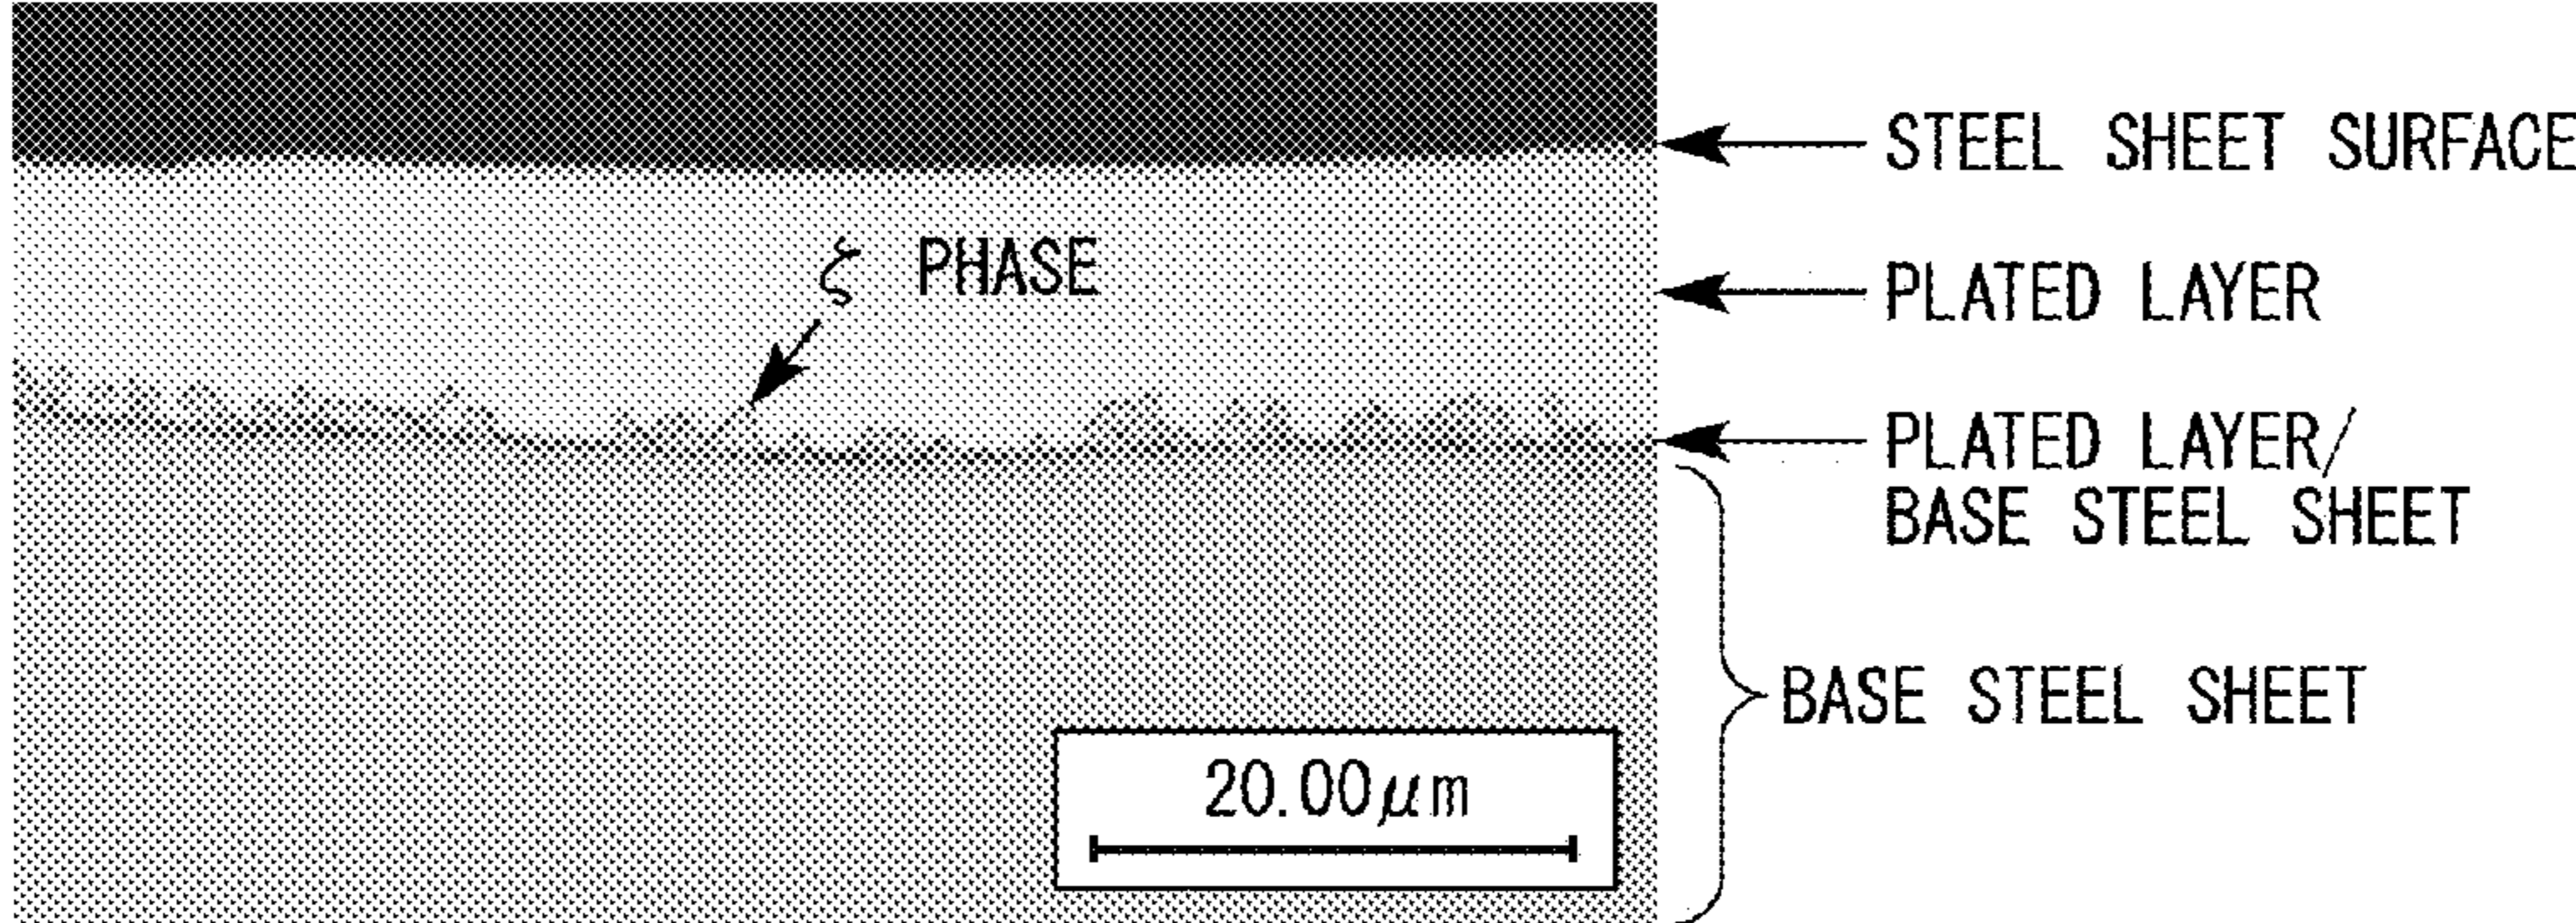 STEEL SHEET SURFACE
ζ PHASE
PLATED LAYER
PLATED LAYER/
BASE STEEL SHEET
BASE STEEL SHEET
20.00μm